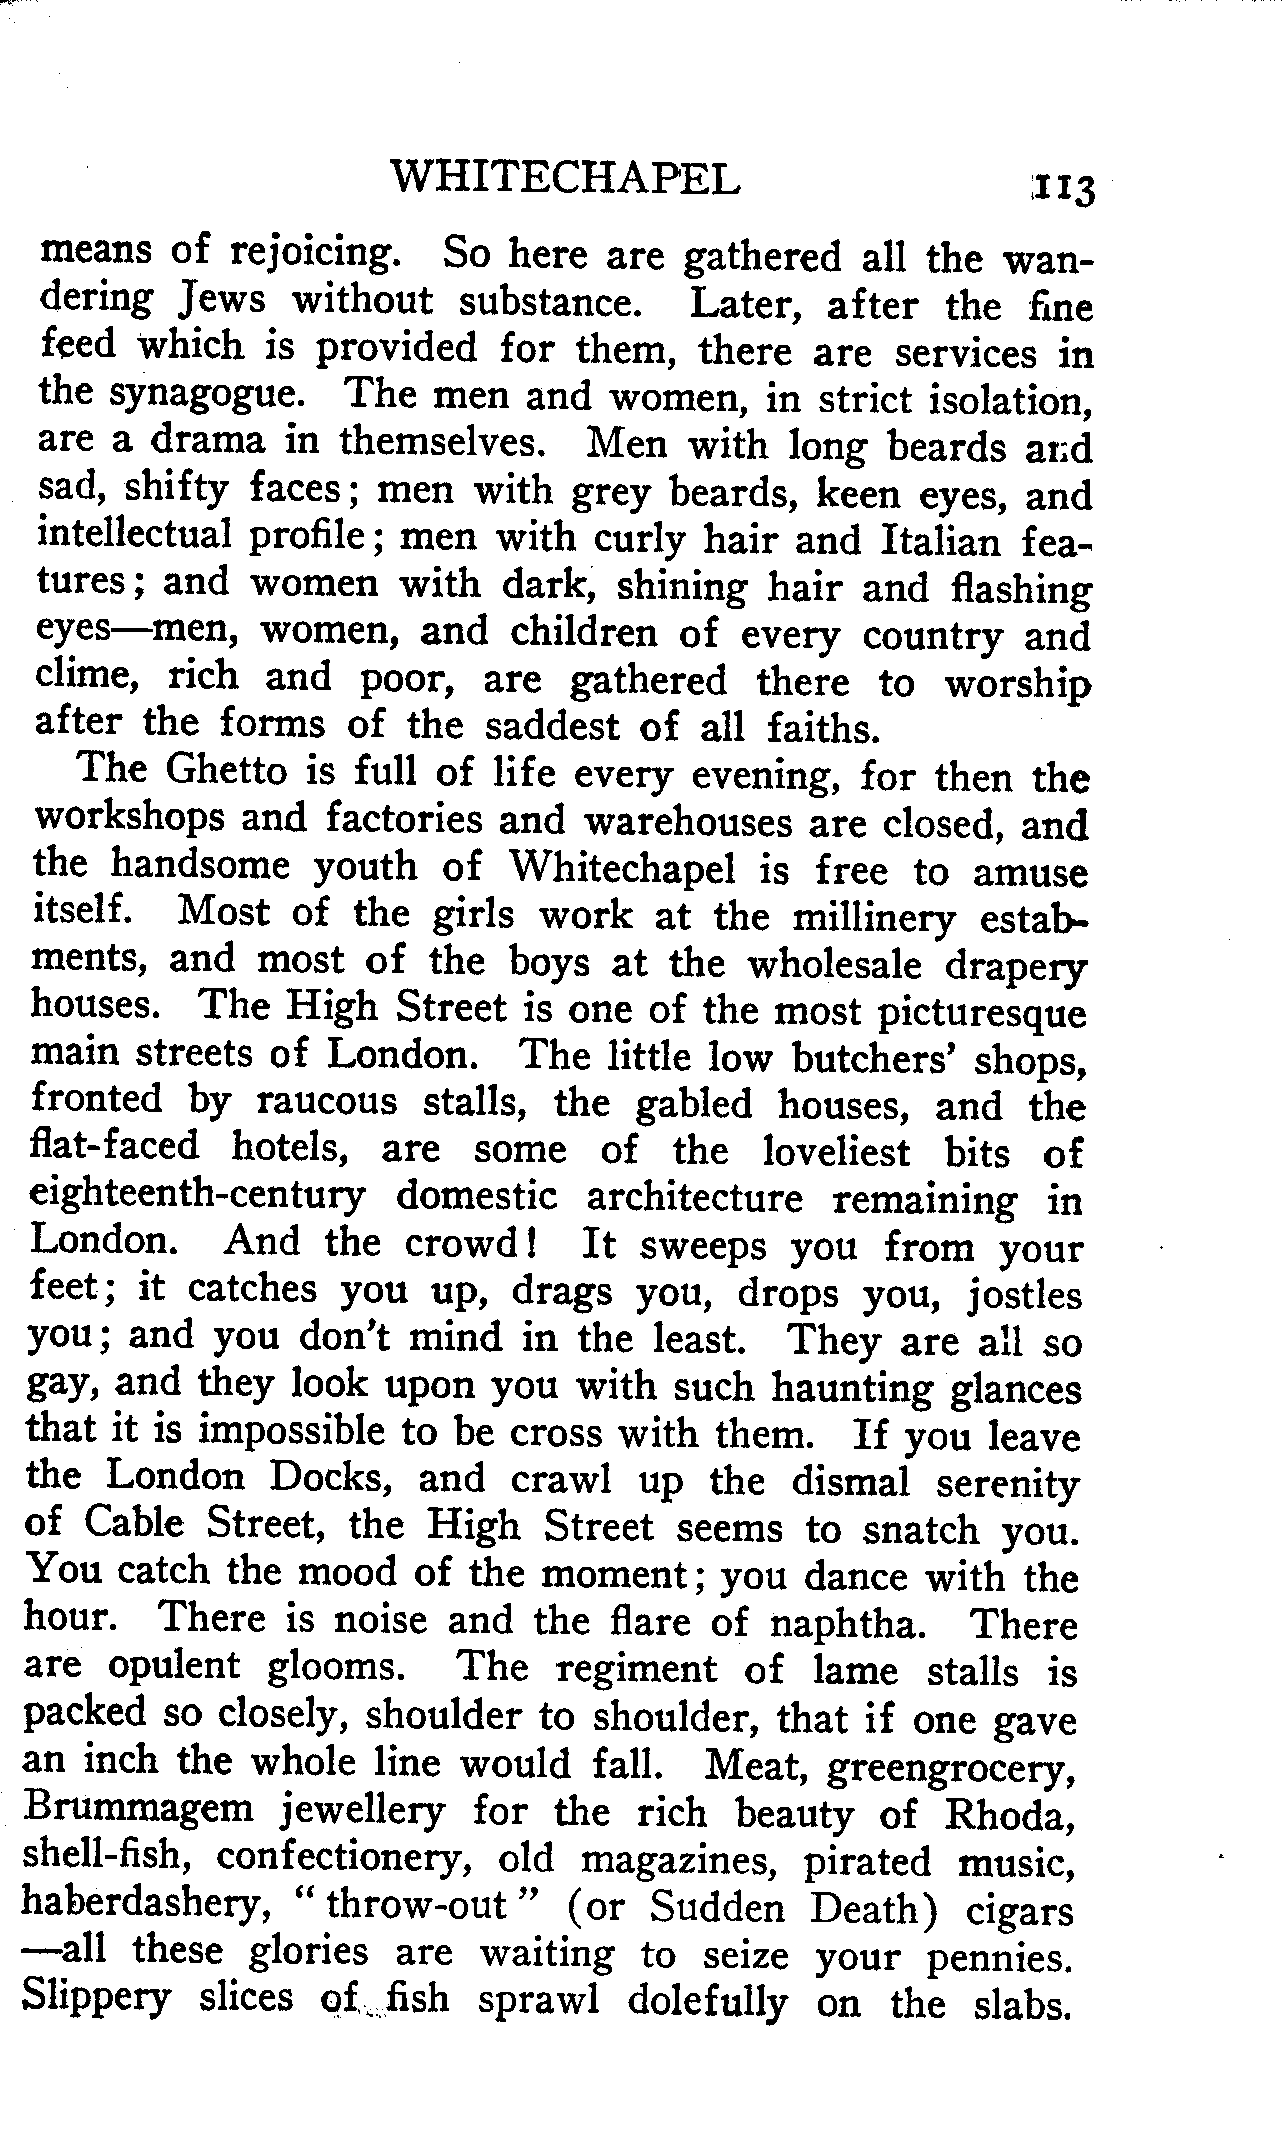 WHITECHAPEL 113
means of rejoicing. So here are gathered all the wan-
dering Jews without substance. Later, after the fine
feed which is provided for them, there are services in
the synagogue. The men and women, in strict isolation,
are a drama in themselves. Men with long beards and
sad, shifty faces; men with grey beards, keen eyes, and
intellectual profile; men with curly hair and Italian fea-
tures; and women with dark, shining hair and flashing
eyes—men, women, and children of every country and
clime, rich and poor, are gathered there to worship
after the forms of the saddest of all faiths.
The Ghetto is full of life every evening, for then the
workshops and factories and warehouses are closed, and
the handsome youth of Whitechapel is free to amuse
itself. Most of the girls work at the millinery estab-
ments, and most of the boys at the wholesale drapery
houses. The High Street is one of the most picturesque
main streets of London. The little low butchers' shops,
fronted by raucous stalls, the gabled houses, and the
flat-faced hotels, are some of the loveliest bits of
eighteenth-century domestic architecture remaining in
London. And the crowd! It sweeps you from your
feet; it catches you up, drags you, drops you, jostles
you; and you don't mind in the least. They are all so
gay, and they look upon you with such haunting glances
that it is impossible to be cross with them. If you leave
the London Docks, and crawl up the dismal serenity
of Cable Street, the High Street seems to snatch you.
You catch the mood of the moment; you dance with the
hour. There is noise and the flare of naphtha. There
are opulent glooms. The regiment of lame stalls is
packed so closely, shoulder to shoulder, that if one gave
an inch the whole line would fall. Meat, greengrocery,
Brummagem jewellery for the rich beauty of Rhoda,
shell-fish, confectionery, old magazines, pirated music,
haberdashery, "throw-out" (or Sudden Death) cigars
—all these glories are waiting to seize your pennies.
Slippery slices of fish sprawl dolefully on the slabs.